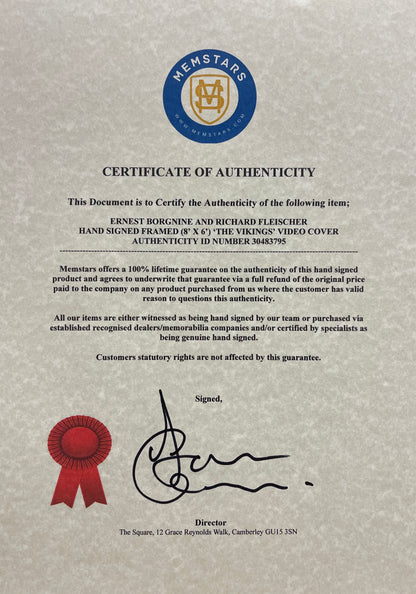 MEMSTARS
WWW.MEMSTARS.COM
CERTIFICATE OF AUTHENTICITY
This Document is to Certify the Authenticity of the following item;
ERNEST BORGNINE AND RICHARD FLEISCHER
HAND SIGNED FRAMED (8' X 6') 'THE VIKINGS' VIDEO COVER
AUTHENTICITY ID NUMBER 30483795
Memstars offers a 100% lifetime guarantee on the authenticity of this hand signed
product and agrees to underwrite that guarantee via a full refund of the original price
paid to the company on any product purchased from us where the customer has valid
reason to questions this authenticity.
All our items are either witnessed as being hand signed by our team or purchased via
established recognised dealers/memorabilia companies and/or certified by specialists as
being genuine hand signed.
Customers statutory rights are not affected by this guarantee.
Signed,
Director
The Square, 12 Grace Reynolds Walk, Camberley GU15 3SN